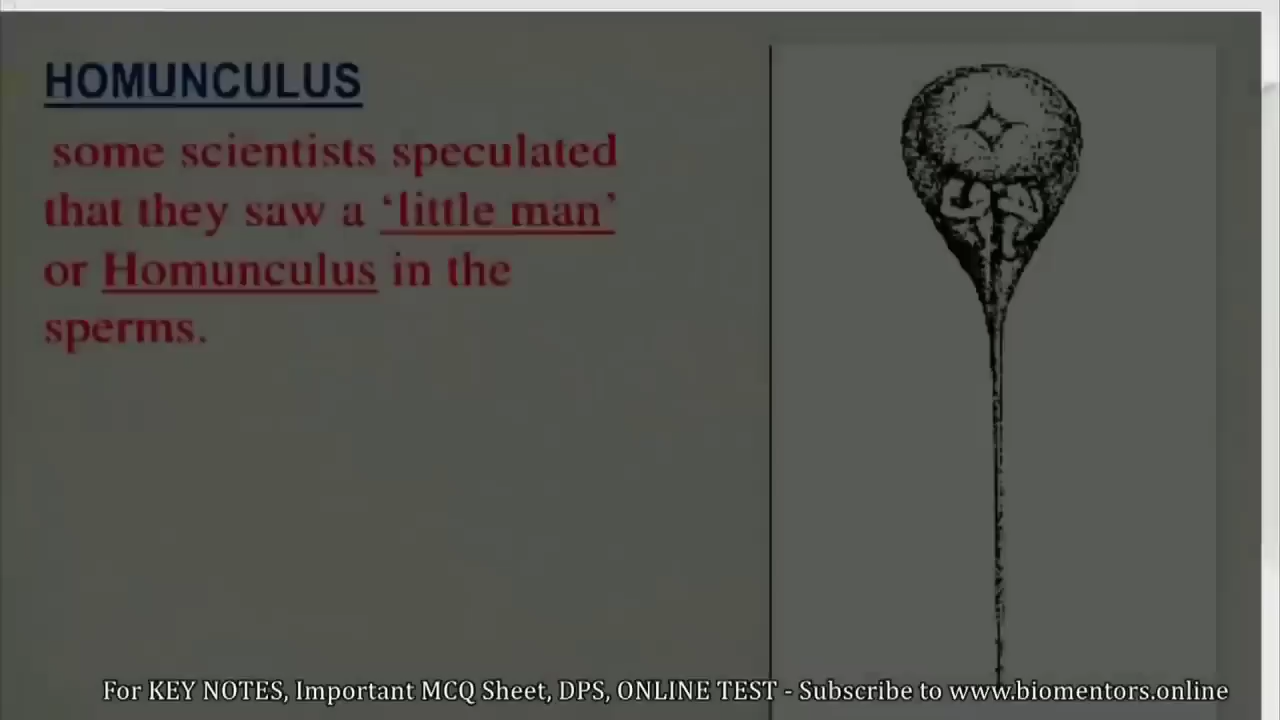 HOMUNCULUS
some scientists speculated
that they saw a ‘little man’
or Homunculus in the
sperms.
For KEY NOTES, Important MCQ Sheet, DPS, ONLINE TEST - Subscribe to www.biomentors.online